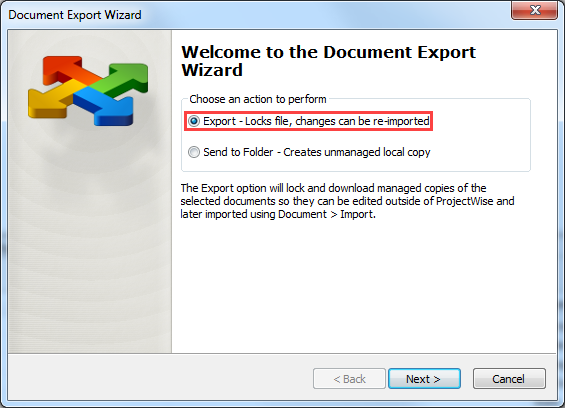 Document Export Wizard
Welcome to the Document Export
Wizard
Choose an action to perform
Export - Locks file, changes can be re-imported
Send to Folder - Creates unmanaged local copy
The Export option will lock and download managed copies of the
selected documents so they can be edited outside of ProjectWise and
later imported using Document > Import.
< Back
Next >
Cancel